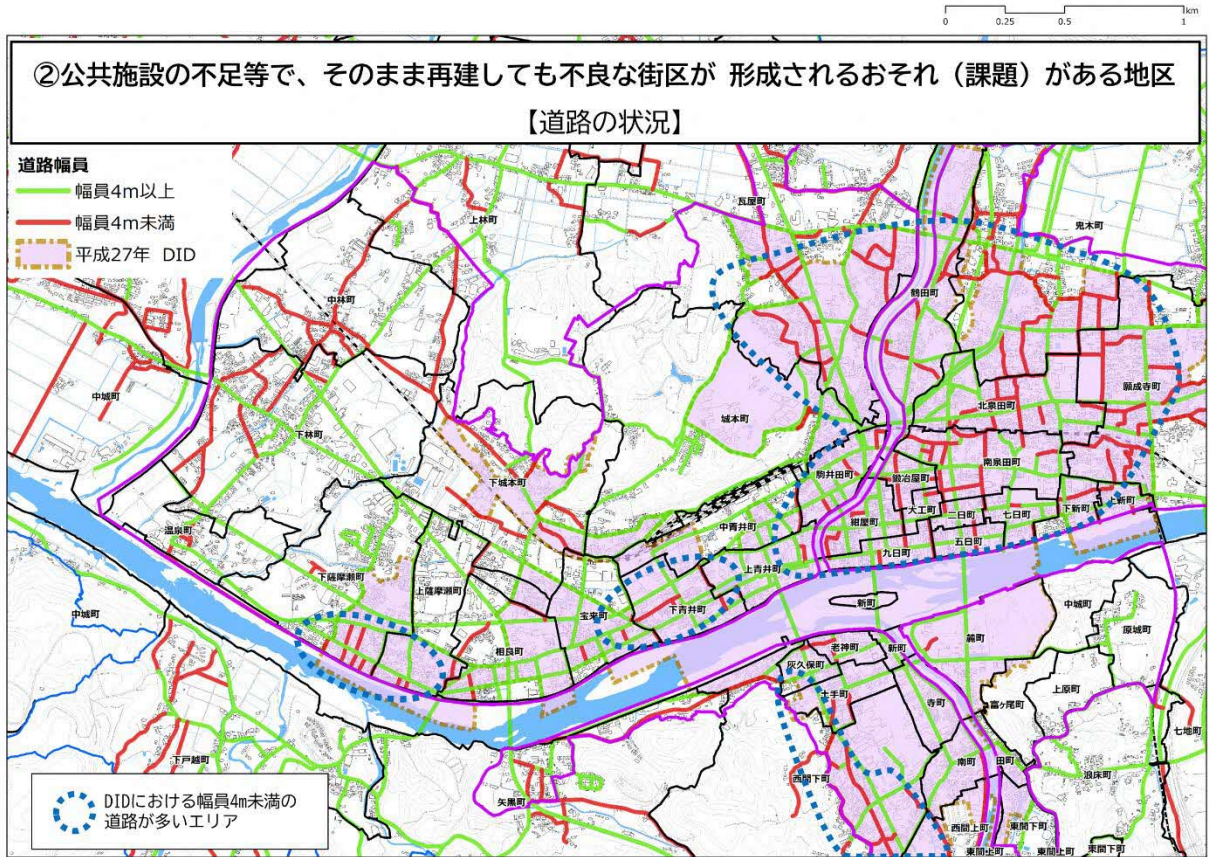 km
0 0.25 0.5 1
②公共施設の不足等で、そのまま再建しても不良な街区が 形成されるおそれ（課題）がある地区
【道路の状況】
道路幅員
幅員4m以上
幅員4m未満
平成27年 DID
上林町
瓦屋町
鬼木町
中林町
鶴田町
中城町
城本町
北泉田町
願成寺町
下林町
下城本町
駒井田町
鍛冶屋町
南泉田町
大工町
二日町
七日町
下新町
上新町
温泉町
中青井町
紺屋町
五日町
九日町
上青井町
下薩摩瀬町
上薩摩瀬町
宝来町
下青井町
新町
中城町
中城町
原城町
相良町
老神町
新町
麓町
灰久保町
土手町
寺町
上原町
富ヶ尾町
七地町
下戸越町
西間下町
南町
田町
浪床町
矢黒町
西間上町
東間下町
東間上町
東間上町
東間下町
DIDにおける幅員4m未満の
道路が多いエリア